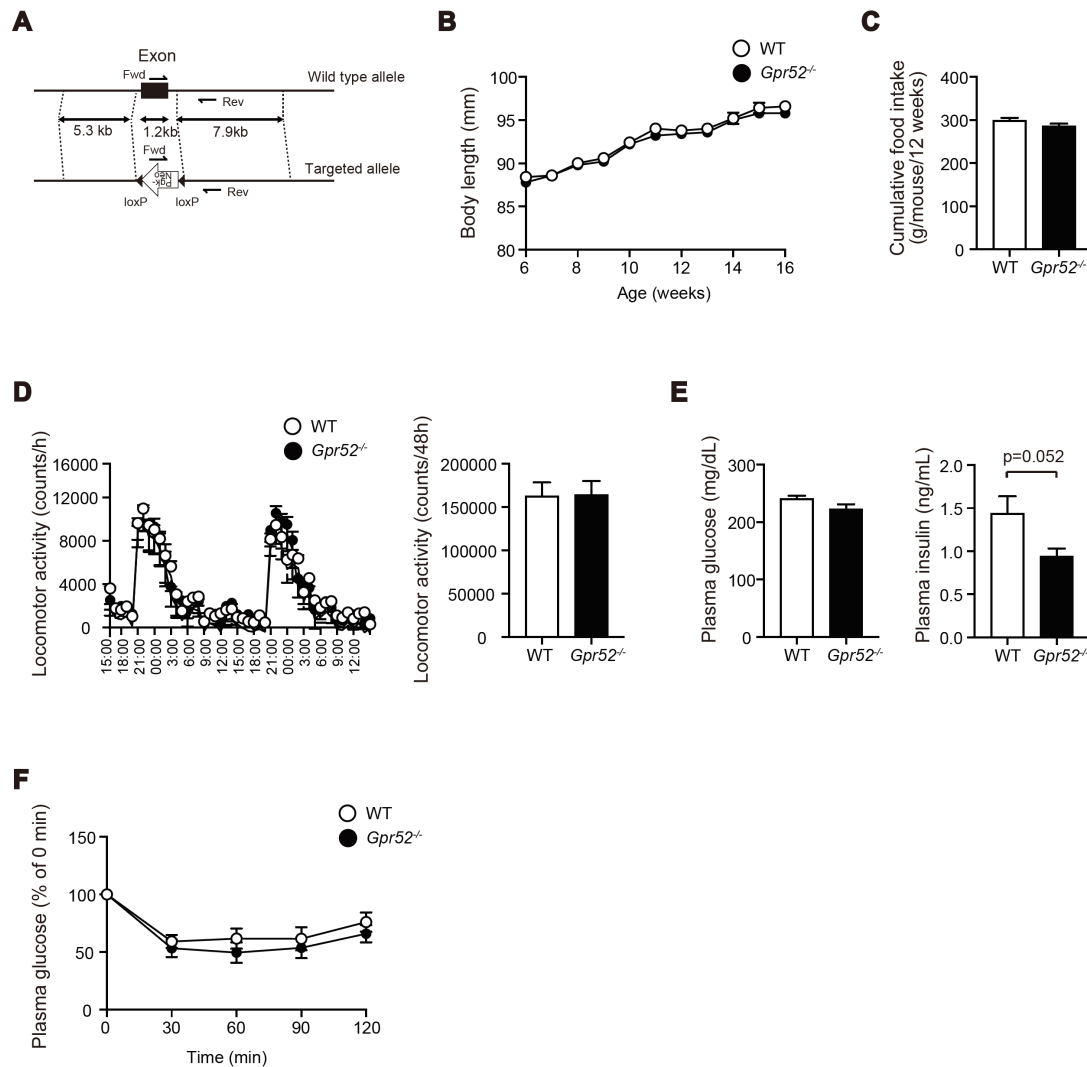 A
Exon
Fwd
Wild type allele
Rev
5.3 kb
1.2kb
7.9kb
Fwd
Targeted allele
Pgk-
Neo
Rev
loxP
loxP
B
WT
Gpr52-/-
Body length (mm)
100
95
90
85
80
6
8
10
12
14
16
Age (weeks)
C
Cumulative food intake
(g/mouse/12 weeks)
400
300
200
100
0
WT
Gpr52-/-
D
WT
Gpr52-/-
Locomotor activity (counts/h)
16000
12000
8000
4000
0
15:00
18:00
21:00
00:00
3:00
6:00
9:00
12:00
15:00
18:00
21:00
00:00
3:00
6:00
9:00
12:00
Locomotor activity (counts/48h)
200000
150000
100000
50000
0
WT
Gpr52-/-
E
Plasma glucose (mg/dL)
300
200
100
0
WT
Gpr52-/-
Plasma insulin (ng/mL)
p=0.052
2.0
1.5
1.0
0.5
0.0
WT
Gpr52-/-
F
WT
Gpr52-/-
Plasma glucose (% of 0 min)
150
100
50
0
0
30
60
90
120
Time (min)